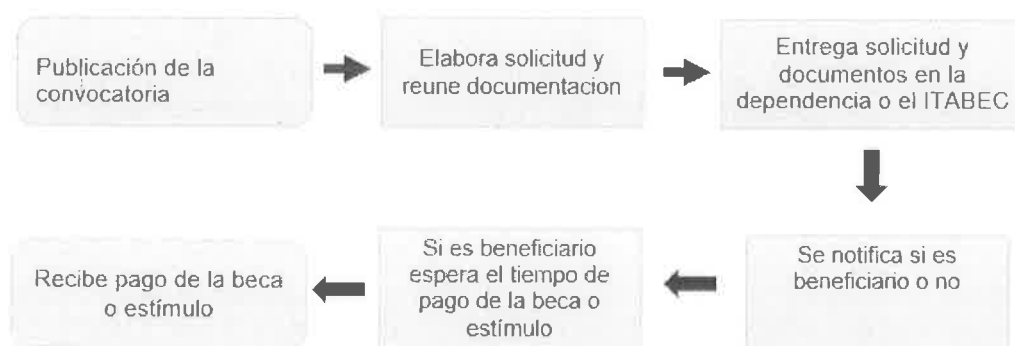 Publicación de la
convocatoria
Elabora solicitud y
reune documentacion
Entrega solicitud y
documentos en la
dependencia o el ITABEC
Se notifica si es
beneficiario o no
Si es beneficiario
espera el tiempo de
pago de la beca o
estímulo
Recibe pago de la beca
o estímulo